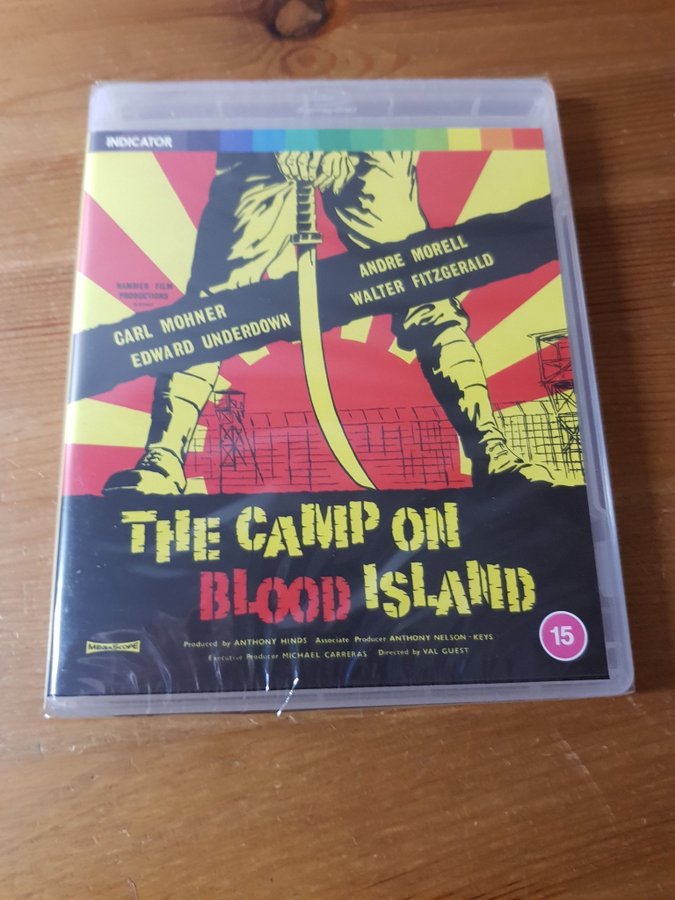 INDICATOR
HAMMER FILM
PRODUCTIONS
CARL MOHNER
EDWARD UNDERDOWN
ANDRE MORELL
WALTER FITZGERALD
THE CAMP ON
BLOOD ISLAND
Produced by ANTHONY HINDS Associate Producer ANTHONY NELSON-KEYS
Executive Producer MICHAEL CARRERAS Directed by VAL GUEST
MEGASCOPE
15